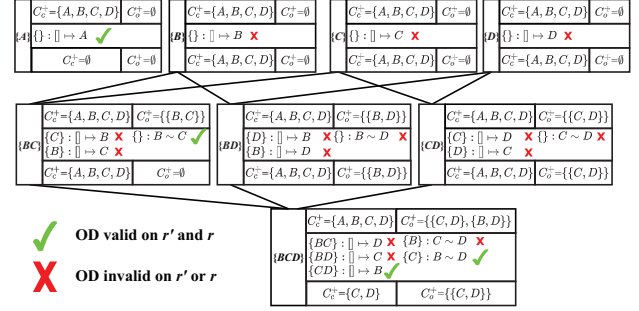 C_c^+={A, B, C, D} C_o^+=∅ C_c^+={A, B, C, D} C_o^+=∅ C_c^+={A, B, C, D} C_o^+=∅ C_c^+={A, B, C, D} C_o^+=∅
{A} {} : [] ↦ A {B} {} : [] ↦ B {C} {} : [] ↦ C {D} {} : [] ↦ D
C_c^+=∅ C_o^+=∅ C_c^+={A, B, C, D} C_o^+=∅ C_c^+={A, B, C, D} C_o^+=∅ C_c^+={A, B, C, D} C_o^+=∅
C_c^+={A, B, C, D} C_o^+={{B, C}} C_c^+={A, B, C, D} C_o^+={{B, D}} C_c^+={A, B, C, D} C_o^+={{C, D}}
{BC} {C} : [] ↦ B {} : B ~ C {BD} {D} : [] ↦ B {} : B ~ D {CD} {C} : [] ↦ D {} : C ~ D
{B} : [] ↦ C {B} : [] ↦ D {D} : [] ↦ C
C_c^+={A, B, C, D} C_o^+=∅ C_c^+={A, B, C, D} C_o^+={{B, D}} C_c^+={A, B, C, D} C_o^+={{C, D}}
C_c^+={A, B, C, D} C_o^+={{C, D}, {B, D}}
{BCD} {BC} : [] ↦ D {B} : C ~ D
{BD} : [] ↦ C {C} : B ~ D
{CD} : [] ↦ B
C_c^+={C, D} C_o^+={{C, D}}
OD valid on r′ and r
OD invalid on r′ or r